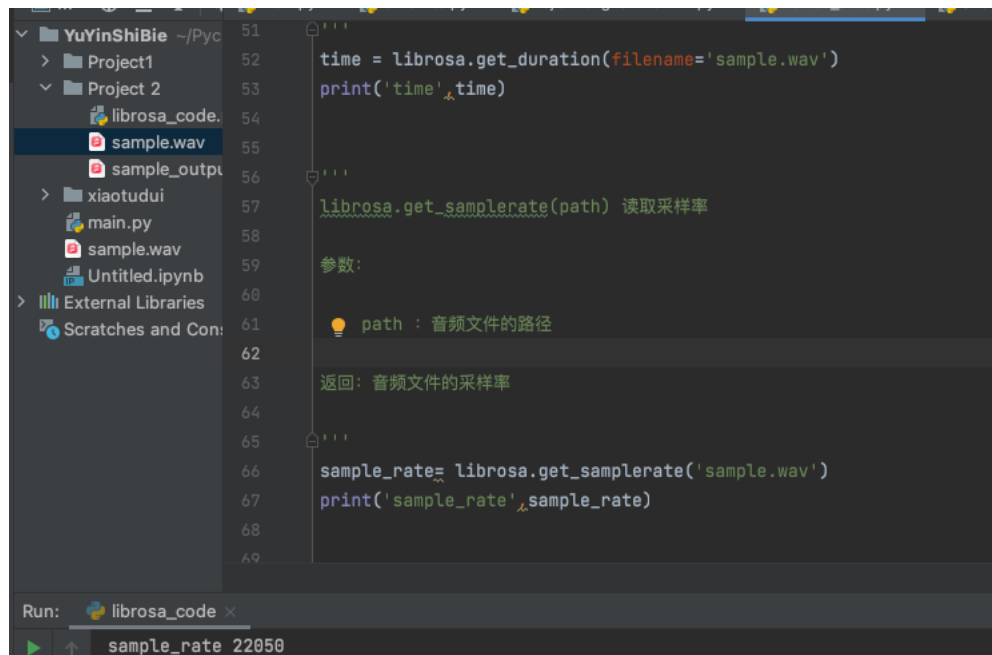 YuYinShiBie ~/Pyc
Project1
Project 2
librosa_code.
sample.wav
sample_outpu
xiaotudui
main.py
sample.wav
Untitled.ipynb
External Libraries
Scratches and Con
51 '''
52 time = librosa.get_duration(filename='sample.wav')
53 print('time',time)
54
55
56 '''
57 librosa.get_samplerate(path) 读取采样率
58
59 参数：
60
61 path : 音频文件的路径
62
63 返回：音频文件的采样率
64
65 '''
66 sample_rate= librosa.get_samplerate('sample.wav')
67 print('sample_rate',sample_rate)
68
69
Run: librosa_code
sample_rate 22050